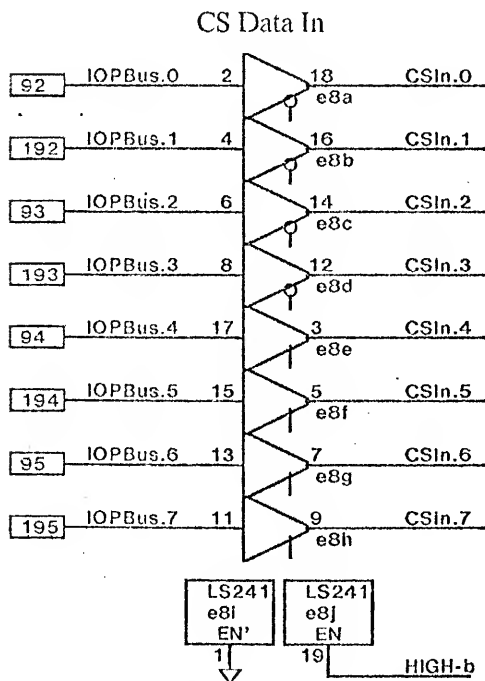 CS Data In
92 IOPBus.0 2 18 CSIn.0
e8a
192 IOPBus.1 4 16 CSIn.1
e8b
93 IOPBus.2 6 14 CSIn.2
e8c
193 IOPBus.3 8 12 CSIn.3
e8d
94 IOPBus.4 17 3 CSIn.4
e8e
194 IOPBus.5 15 5 CSIn.5
e8f
95 IOPBus.6 13 7 CSIn.6
e8g
195 IOPBus.7 11 9 CSIn.7
e8h
LS241 LS241
e8i e8j
EN' EN
1 19 HIGH-b